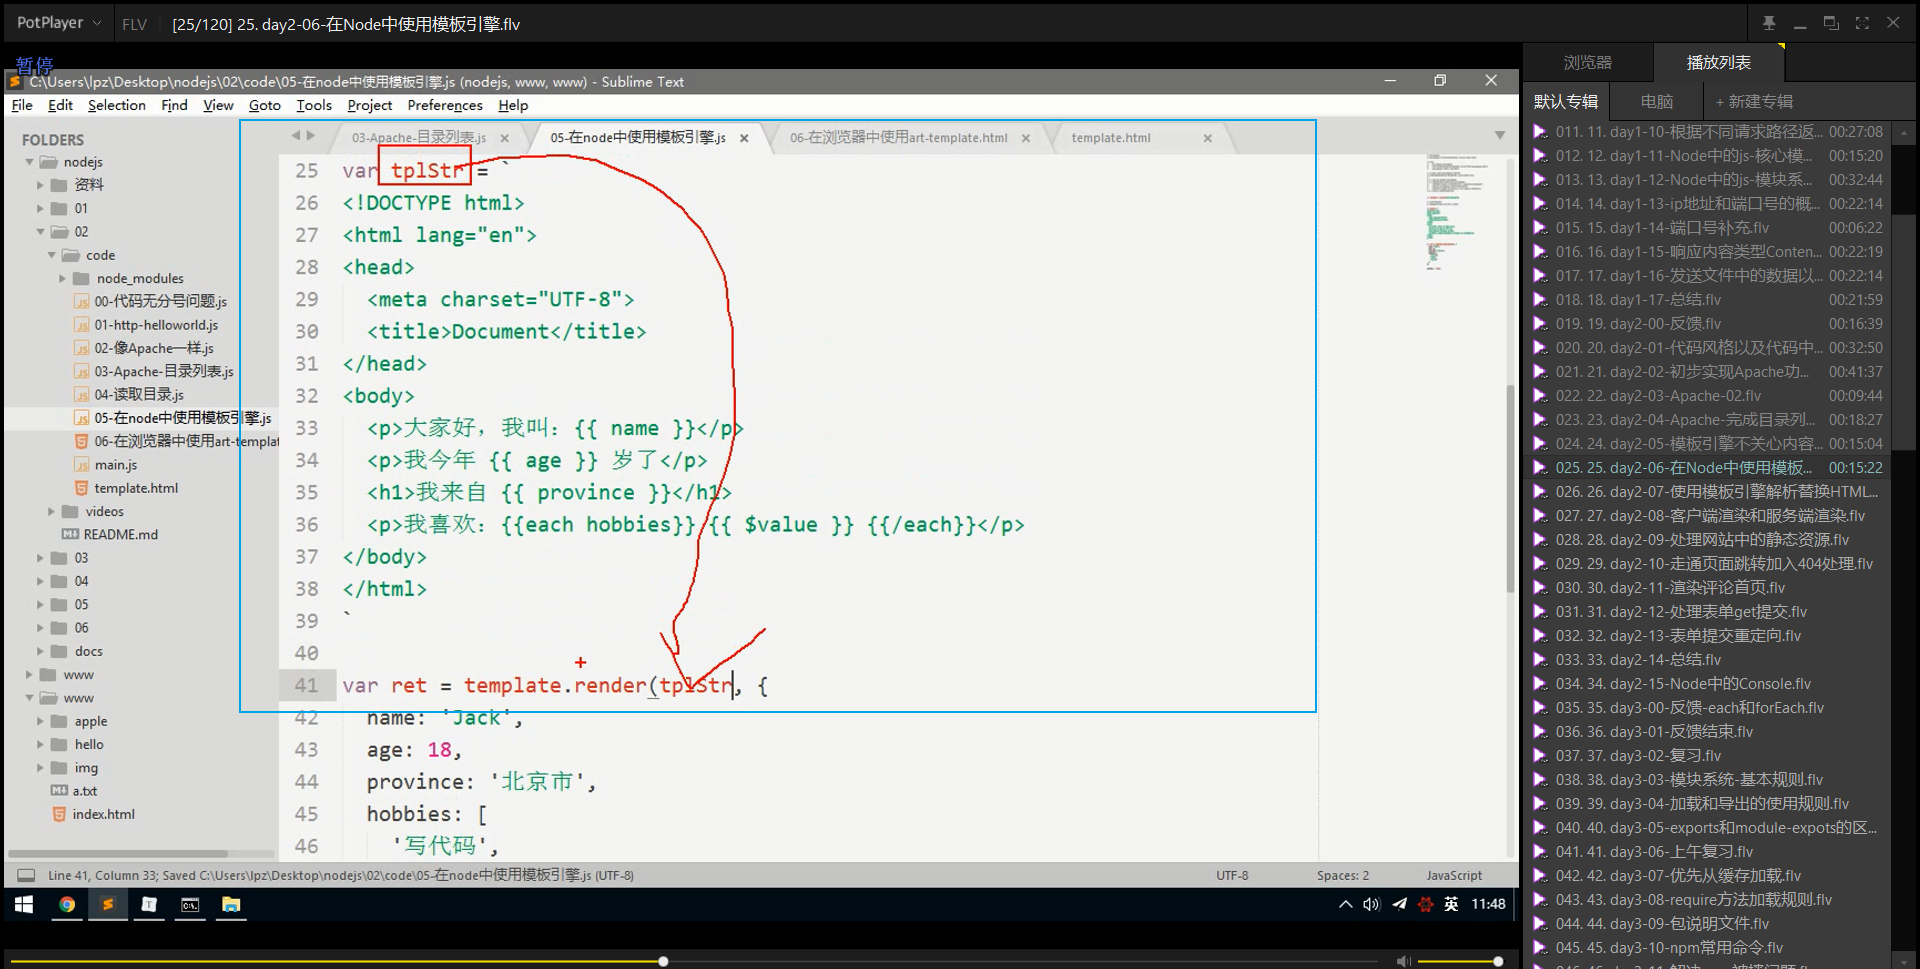 PotPlayer
FLV
[25/120] 25. day2-06-在Node中使用模板引擎.flv
暂停
C:\Users\lpz\Desktop\nodejs\02\code\05-在node中使用模板引擎.js (nodejs, www, www) - Sublime Text
File Edit Selection Find View Goto Tools Project Preferences Help
FOLDERS
nodejs
资料
01
02
code
node_modules
00-代码无分号问题.js
01-http-helloworld.js
02-像Apache一样.js
03-Apache-目录列表.js
04-读取目录.js
05-在node中使用模板引擎.js
06-在浏览器中使用art-templat
main.js
template.html
videos
README.md
03
04
05
06
docs
www
www
apple
hello
img
a.txt
index.html
03-Apache-目录列表.js
05-在node中使用模板引擎.js
06-在浏览器中使用art-template.html
template.html
25 var tplStr = `
26 <!DOCTYPE html>
27 <html lang="en">
28 <head>
29 <meta charset="UTF-8">
30 <title>Document</title>
31 </head>
32 <body>
33 <p>大家好，我叫：{{ name }}</p>
34 <p>我今年 {{ age }} 岁了</p>
35 <h1>我来自 {{ province }}</h1>
36 <p>我喜欢：{{each hobbies}} {{ $value }} {{/each}}</p>
37 </body>
38 </html>
39 `
40
41 var ret = template.render(tplStr, {
42 name: 'Jack',
43 age: 18,
44 province: '北京市',
45 hobbies: [
46 '写代码',
Line 41, Column 33; Saved C:\Users\lpz\Desktop\nodejs\02\code\05-在node中使用模板引擎.js (UTF-8)
UTF-8
Spaces: 2
JavaScript
英
11:48
浏览器
播放列表
默认专辑
电脑
+ 新建专辑
011. 11. day1-10-根据不同请求路径返... 00:27:08
012. 12. day1-11-Node中的js-核心模... 00:15:20
013. 13. day1-12-Node中的js-模块系... 00:32:44
014. 14. day1-13-ip地址和端口号的概... 00:22:14
015. 15. day1-14-端口号补充.flv 00:06:22
016. 16. day1-15-响应内容类型Conten... 00:22:19
017. 17. day1-16-发送文件中的数据以... 00:22:14
018. 18. day1-17-总结.flv 00:21:59
019. 19. day2-00-反馈.flv 00:16:39
020. 20. day2-01-代码风格以及代码中... 00:32:50
021. 21. day2-02-初步实现Apache功... 00:41:37
022. 22. day2-03-Apache-02.flv 00:09:44
023. 23. day2-04-Apache-完成目录列... 00:18:27
024. 24. day2-05-模板引擎不关心内容... 00:15:04
025. 25. day2-06-在Node中使用模板... 00:15:22
026. 26. day2-07-使用模板引擎解析替换HTML...
027. 27. day2-08-客户端渲染和服务端渲染.flv
028. 28. day2-09-处理网站中的静态资源.flv
029. 29. day2-10-走通页面跳转加入404处理.flv
030. 30. day2-11-渲染评论首页.flv
031. 31. day2-12-处理表单get提交.flv
032. 32. day2-13-表单提交重定向.flv
033. 33. day2-14-总结.flv
034. 34. day2-15-Node中的Console.flv
035. 35. day3-00-反馈-each和forEach.flv
036. 36. day3-01-反馈结束.flv
037. 37. day3-02-复习.flv
038. 38. day3-03-模块系统-基本规则.flv
039. 39. day3-04-加载和导出的使用规则.flv
040. 40. day3-05-exports和module-expots的区...
041. 41. day3-06-上午复习.flv
042. 42. day3-07-优先从缓存加载.flv
043. 43. day3-08-require方法加载规则.flv
044. 44. day3-09-包说明文件.flv
045. 45. day3-10-npm常用命令.flv